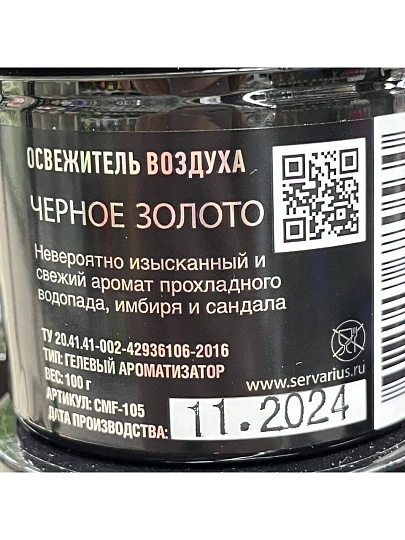 ОСВЕЖИТЕЛЬ ВОЗДУХА
ЧЕРНОЕ ЗОЛОТО
Невероятно изысканный и
свежий аромат прохладного
водопада, имбиря и сандала
ТУ 20.41.41-002-42936106-2016
ТИП: ГЕЛЕВЫЙ АРОМАТИЗАТОР
ВЕС: 100 г
www.servarius.ru
АРТИКУЛ: CMF-105
ДАТА ПРОИЗВОДСТВА: 11.2024